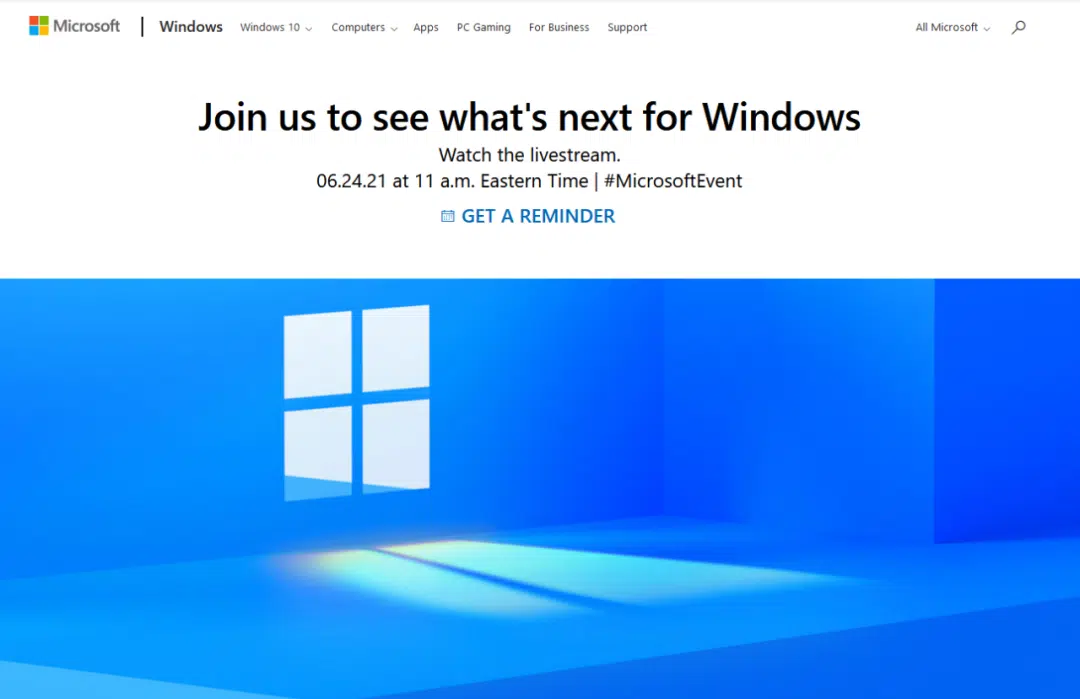 Microsoft | Windows Windows 10 Computers Apps PC Gaming For Business Support All Microsoft
Join us to see what's next for Windows
Watch the livestream.
06.24.21 at 11 a.m. Eastern Time | #MicrosoftEvent
GET A REMINDER